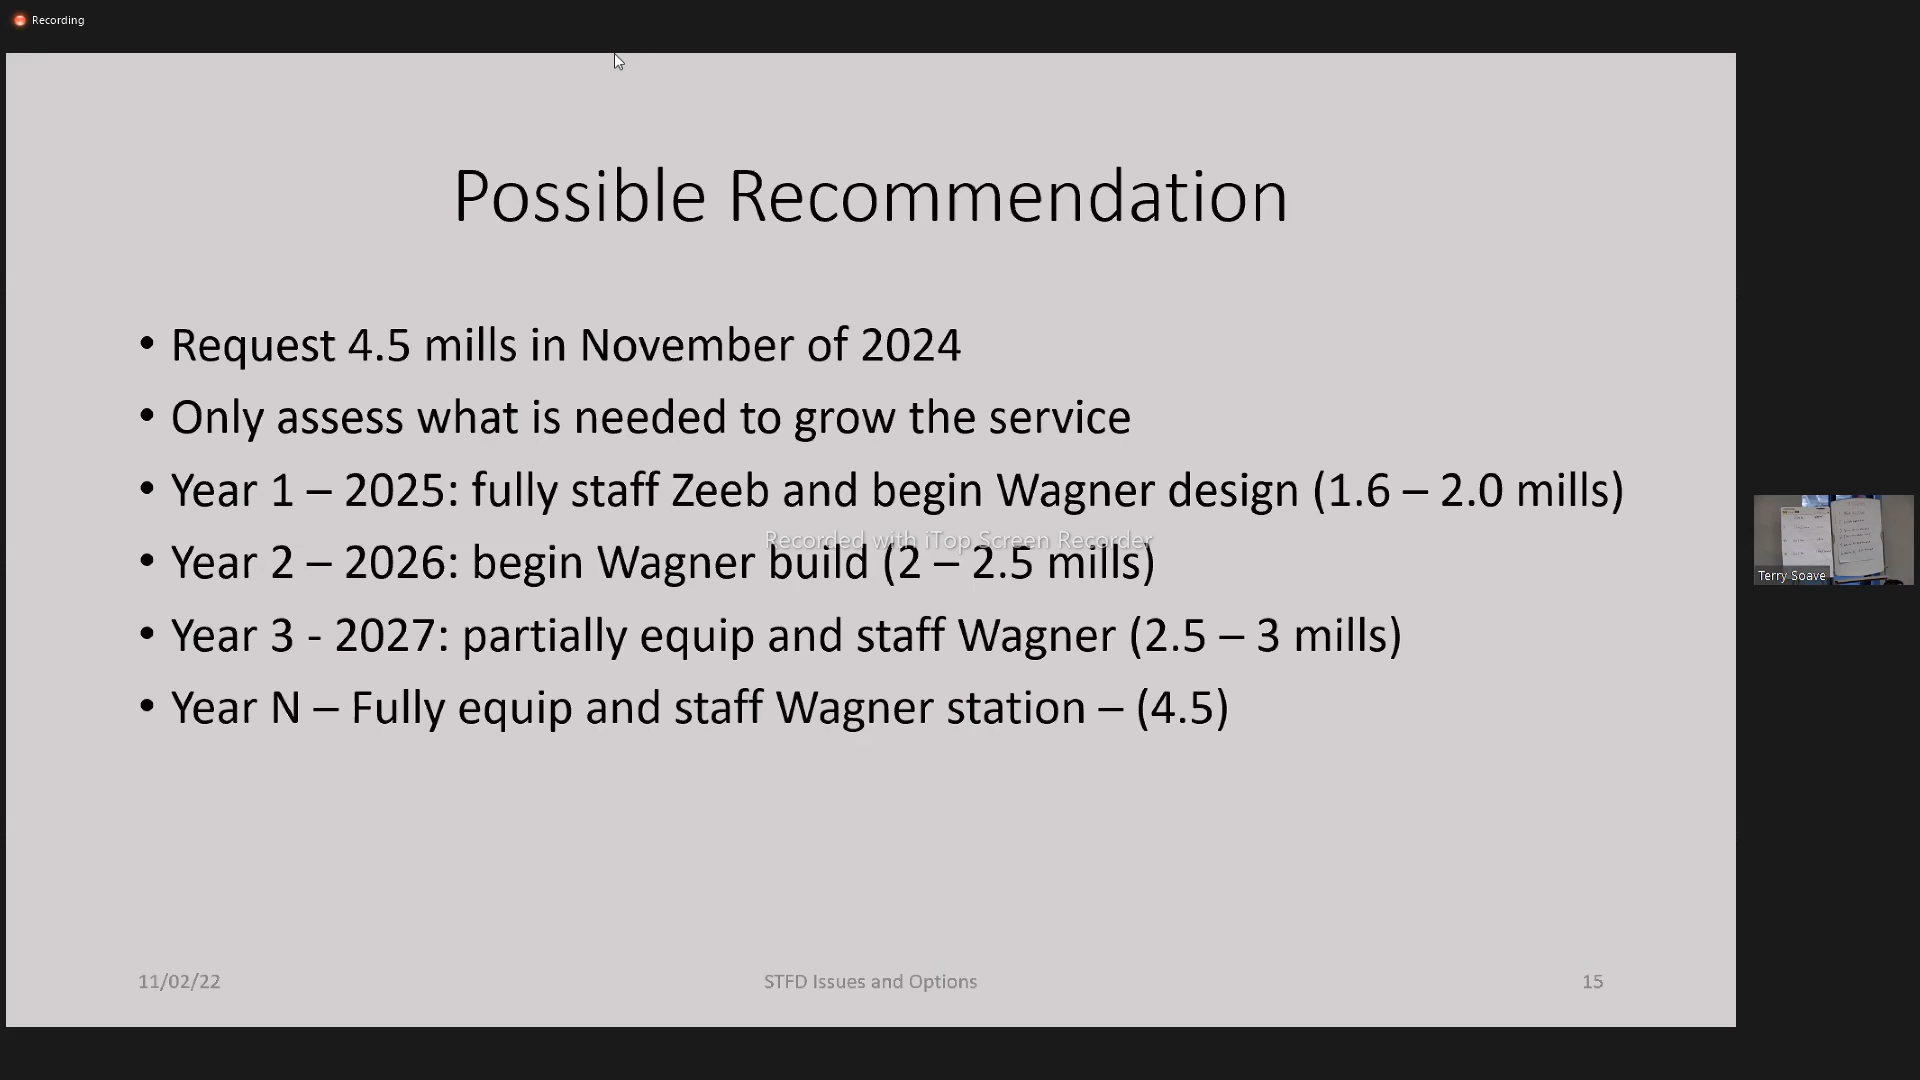 Recording
Possible Recommendation
• Request 4.5 mills in November of 2024
• Only assess what is needed to grow the service
• Year 1 – 2025: fully staff Zeeb and begin Wagner design (1.6 – 2.0 mills)
Recorded with iTop Screen Recorder
• Year 2 – 2026: begin Wagner build (2 – 2.5 mills)
• Year 3 - 2027: partially equip and staff Wagner (2.5 – 3 mills)
• Year N – Fully equip and staff Wagner station – (4.5)
11/02/22
STFD Issues and Options
15
Terry Soave